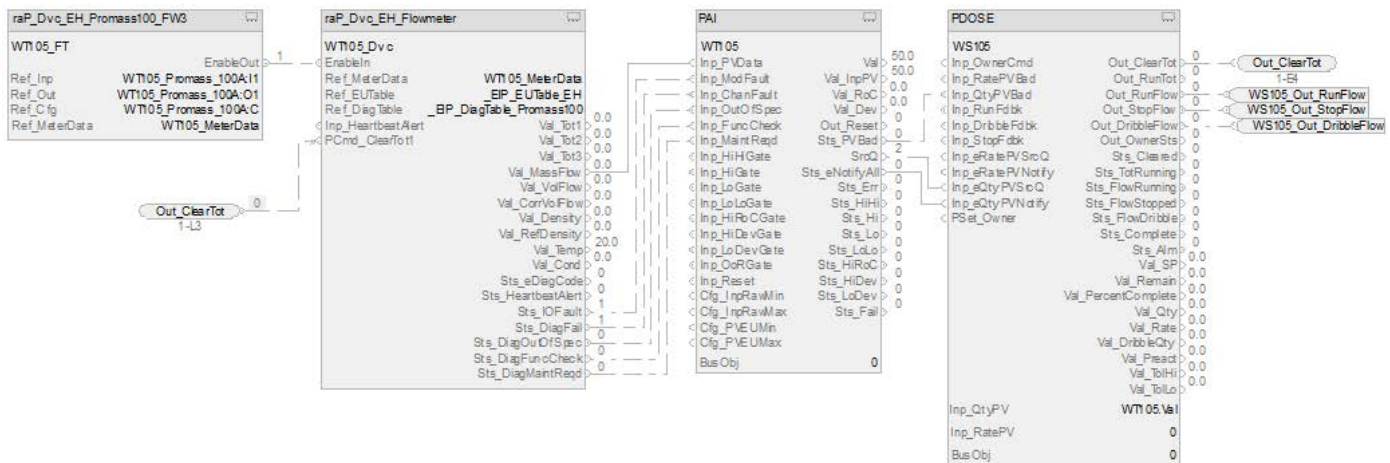 raP_Dvc_EH_Promass100_FW3
WT105_FT
EnableOut 1
Ref_Inp WT105_Promass_100A:I1
Ref_Out WT105_Promass_100A:O1
Ref_Cfg WT105_Promass_100A:C
Ref_MeterData WT105_MeterData
Out_ClearTot 0
1-L3
raP_Dvc_EH_Flowmeter
WT105_Dvc
EnableIn
Ref_MeterData WT105_MeterData
Ref_EUTable _EIP_EUTable_EH
Ref_DiagTable _EIP_DiagTable_Promass100
Inp_HeartbeatAlert
PCmd_ClearTot1
Val_Tot1 0.0
Val_Tot2 0.0
Val_Tot3 0.0
Val_MassFlow 0.0
Val_VolFlow 0.0
Val_CorrVolFlow 0.0
Val_Density 0.0
Val_RefDensity 0.0
Val_Temp 20.0
Val_Cond 0.0
Sts_eDiagCode 0
Sts_HeartbeatAlert 0
Sts_IOFault 1
Sts_DiagFail 1
Sts_DiagOutOfSpec 0
Sts_DiagFuncCheck 0
Sts_DiagMaintReqd 0
PAI
WT105
Inp_PVData Val 50.0
Inp_ModFault Val_InpPV 50.0
Inp_ChanFault Val_RoC 0.0
Inp_OutOfSpec Val_Dev 0.0
Inp_FuncCheck Out_Reset 0
Inp_MaintReqd Sts_PVBad 0
Inp_HiHiGate SrcQ 2
Inp_HiGate Sts_eNotifyAll 0
Inp_LoGate Sts_Err 0
Inp_LoLoGate Sts_HiHi 0
Inp_HiRoCGate Sts_Hi 0
Inp_HiDevGate Sts_Lo 0
Inp_LoDevGate Sts_LoLo 0
Inp_OoRGate Sts_HiRoC 0
Inp_Reset Sts_HiDev 0
Cfg_InpRawMin Sts_LoDev 0
Cfg_InpRawMax Sts_Fail 0
Cfg_PVEUMin
Cfg_PVEUMax
BusObj 0
PDOSE
WS105
Inp_OwnerCmd Out_ClearTot 0
Inp_RatePVBad Out_RunTot 0
Inp_QtyPVBad Out_RunFlow 0
Inp_RunFdbk Out_StopFlow 0
Inp_DribbleFdbk Out_DribbleFlow 0
Inp_StopFdbk Out_OwnerSts 0
Inp_eRatePVSrcQ Sts_Cleared 0
Inp_eRatePVNotify Sts_TotRunning 0
Inp_eQtyPVSrcQ Sts_FlowRunning 0
Inp_eQtyPVNotify Sts_FlowStopped 0
PSet_Owner Sts_FlowDribble 0
Sts_Complete 0
Sts_Alm 0
Val_SP 0.0
Val_Remain 0.0
Val_PercentComplete 0.0
Val_Qty 0.0
Val_Rate 0.0
Val_DribbleQty 0.0
Val_Preact 0.0
Val_TolHi 0.0
Val_TolLo 0.0
Inp_QtyPV WT105.Val
Inp_RatePV 0
BusObj 0
Out_ClearTot
1-E4
WS105_Out_RunFlow
WS105_Out_StopFlow
WS105_Out_DribbleFlow